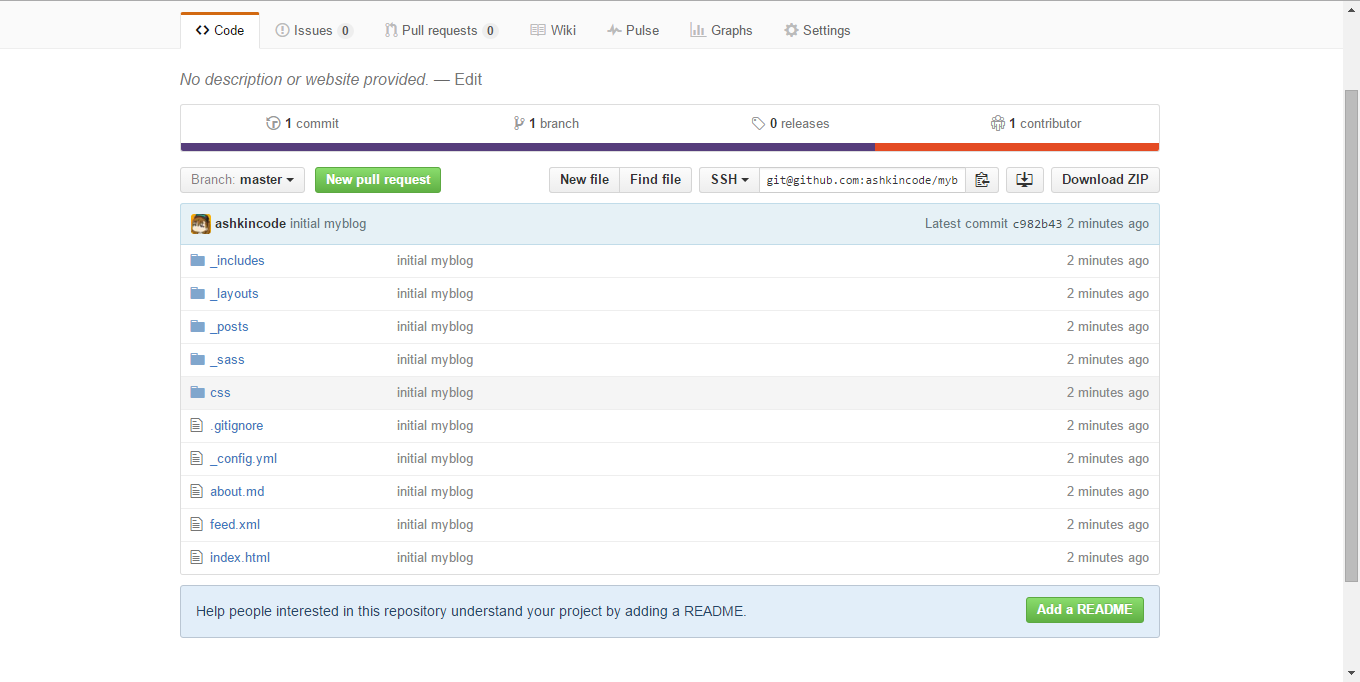 Code Issues 0 Pull requests 0 Wiki Pulse Graphs Settings
No description or website provided. — Edit
1 commit 1 branch 0 releases 1 contributor
Branch: master New pull request New file Find file SSH git@github.com:ashkincode/myb Download ZIP
ashkincode initial myblog Latest commit c982b43 2 minutes ago
_includes initial myblog 2 minutes ago
_layouts initial myblog 2 minutes ago
_posts initial myblog 2 minutes ago
_sass initial myblog 2 minutes ago
css initial myblog 2 minutes ago
.gitignore initial myblog 2 minutes ago
_config.yml initial myblog 2 minutes ago
about.md initial myblog 2 minutes ago
feed.xml initial myblog 2 minutes ago
index.html initial myblog 2 minutes ago
Help people interested in this repository understand your project by adding a README. Add a README